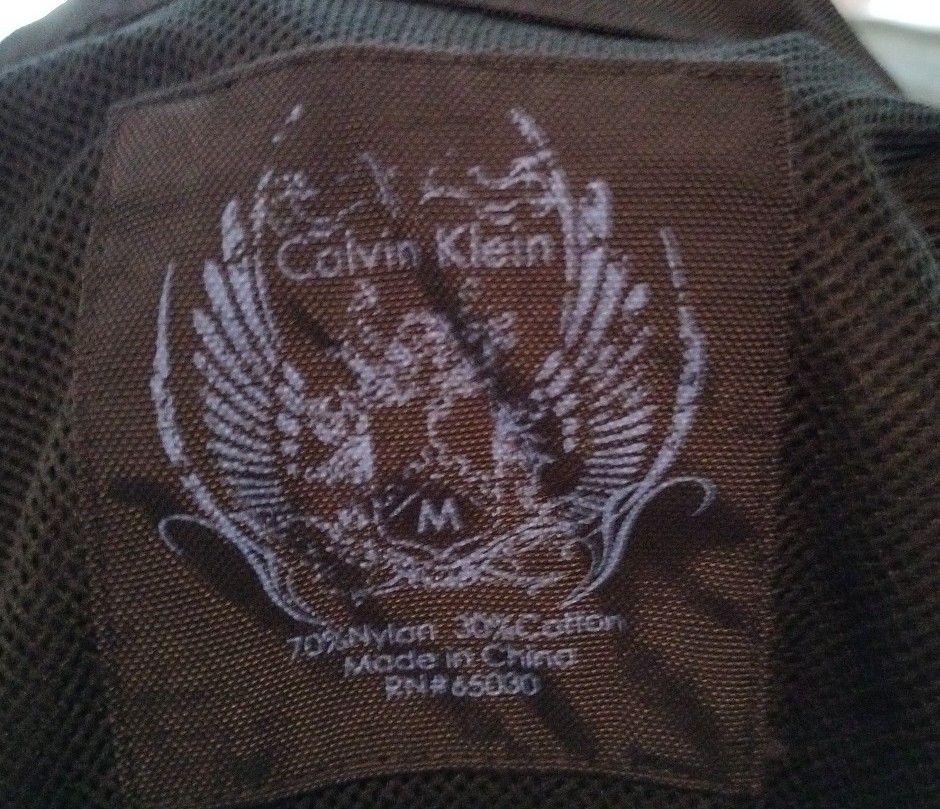 Calvin Klein
M
70%Nylon 30%Cotton
Made in China
RN#65030